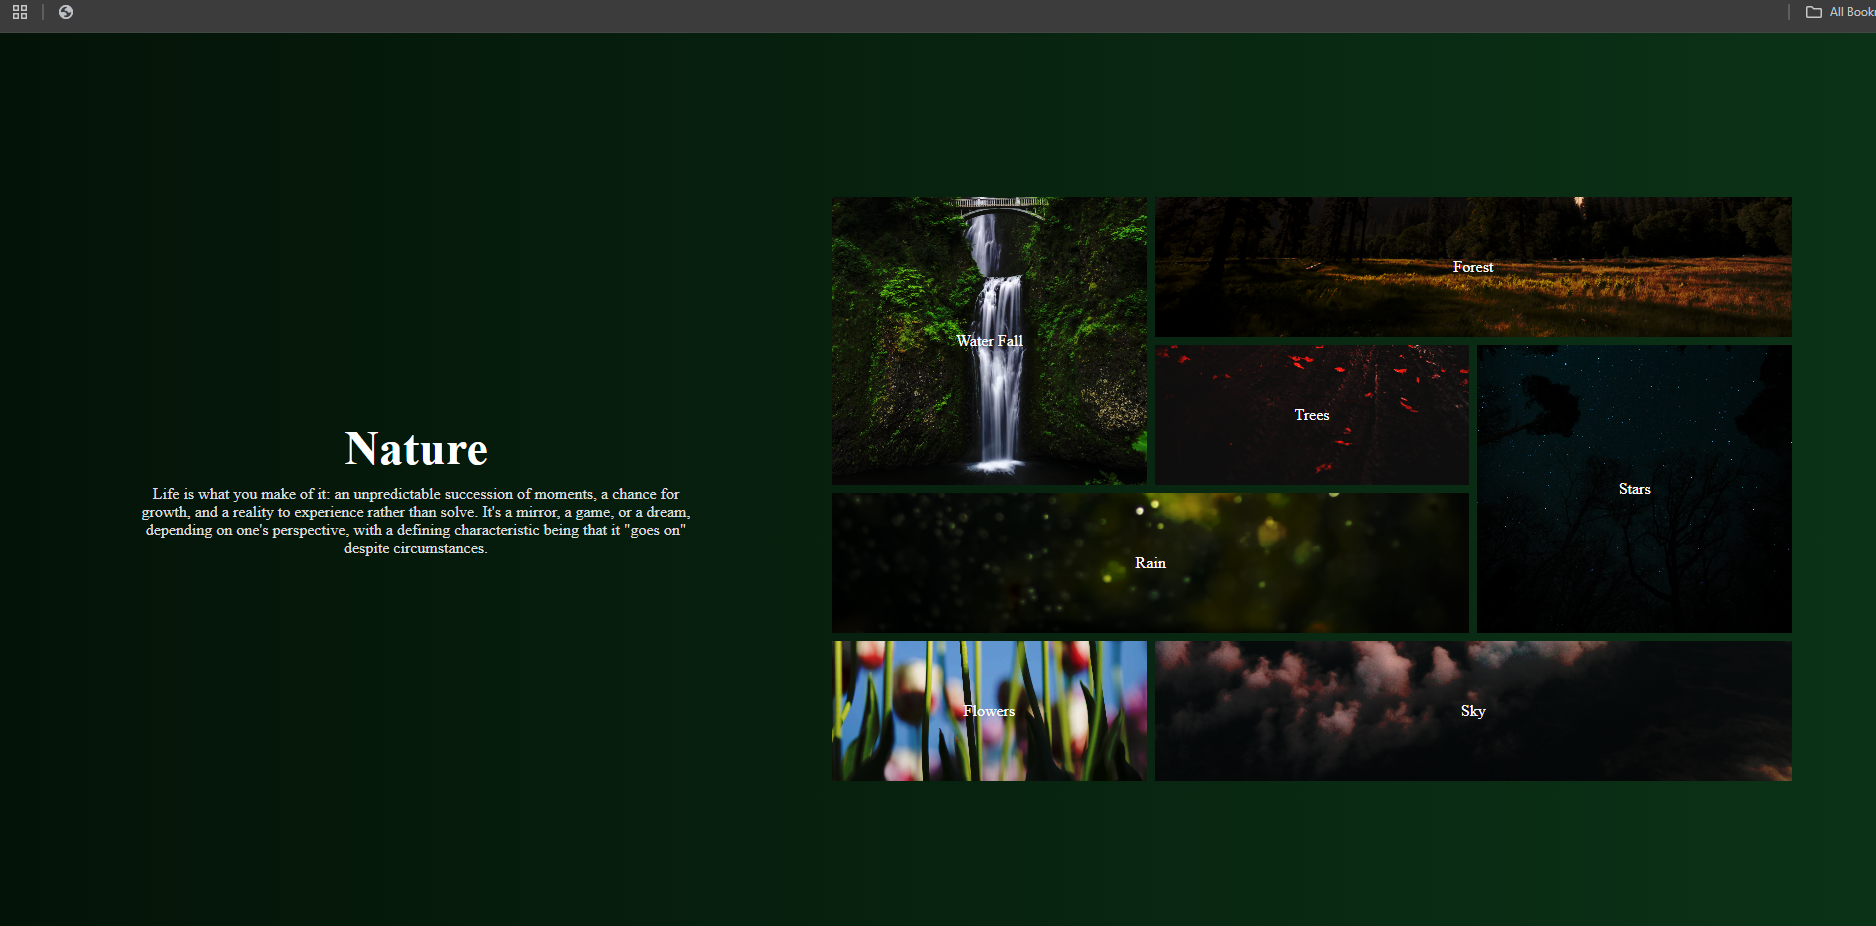 All Book
Nature
Life is what you make of it: an unpredictable succession of moments, a chance for
growth, and a reality to experience rather than solve. It's a mirror, a game, or a dream,
depending on one's perspective, with a defining characteristic being that it "goes on"
despite circumstances.
Water Fall
Forest
Trees
Stars
Rain
Flowers
Sky